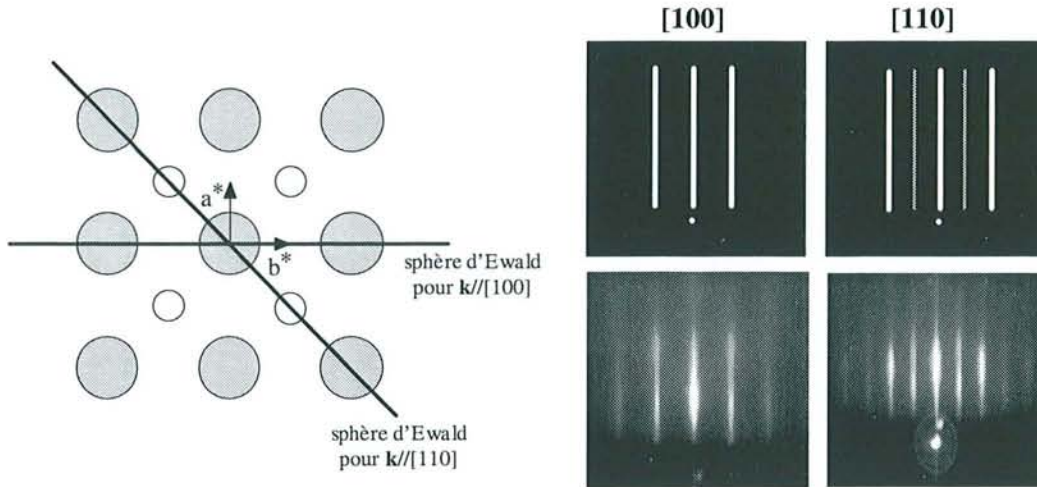 [100]
[110]
a*
b*
sphère d'Ewald
pour k//[100]
sphère d'Ewald
pour k//[110]